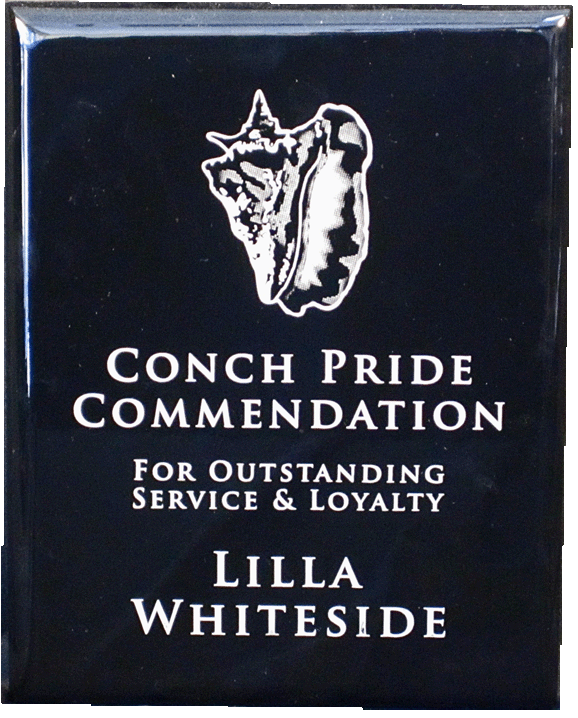 CONCH PRIDE
COMMENDATION
FOR OUTSTANDING
SERVICE & LOYALTY
LILLA
WHITESIDE